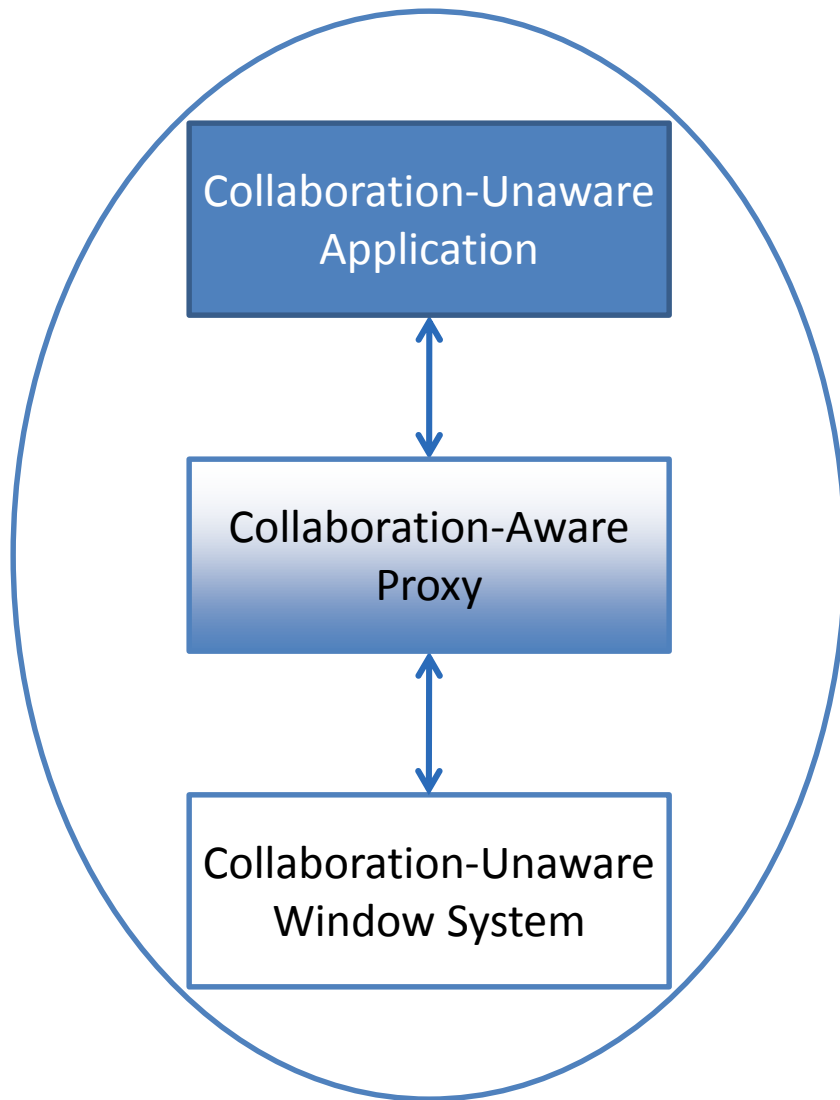 Collaboration-Unaware
Application
Collaboration-Aware
Proxy
Collaboration-Unaware
Window System